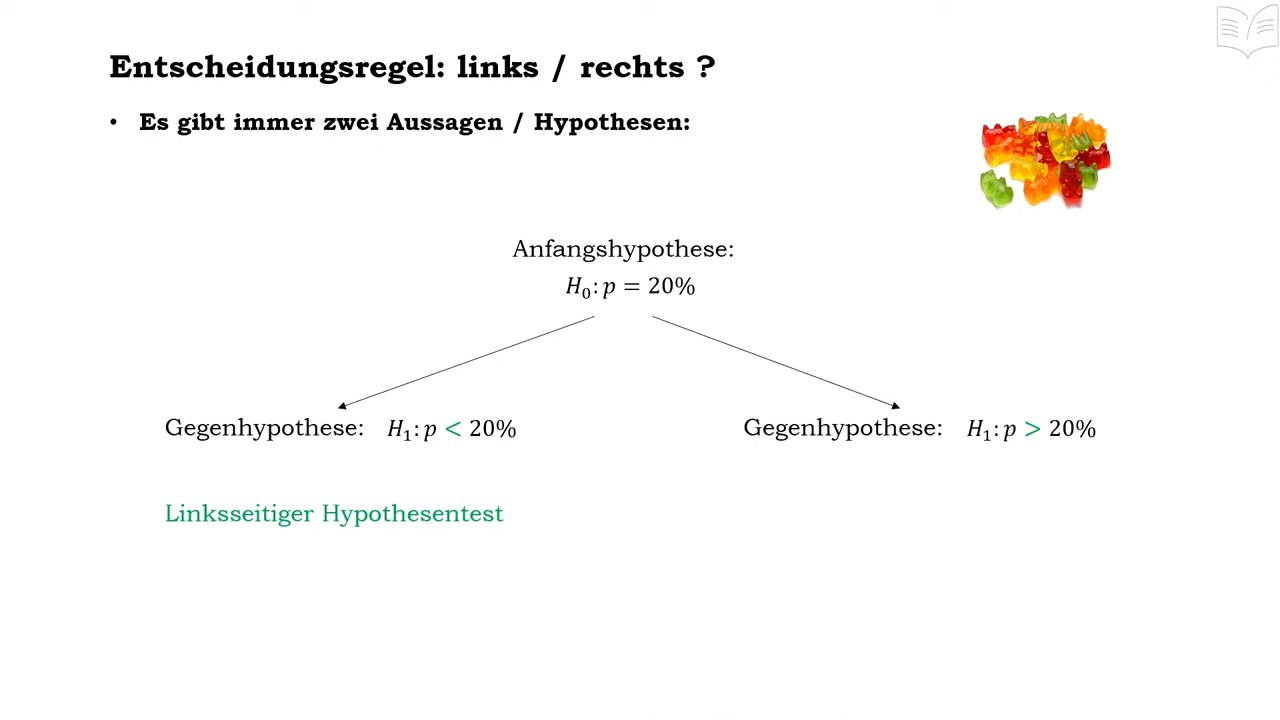 Entscheidungsregel: links / rechts ?
• Es gibt immer zwei Aussagen / Hypothesen:
Anfangshypothese:
H₀: p = 20%
Gegenhypothese: H₁: p < 20%
Gegenhypothese: H₁: p > 20%
Linksseitiger Hypothesentest